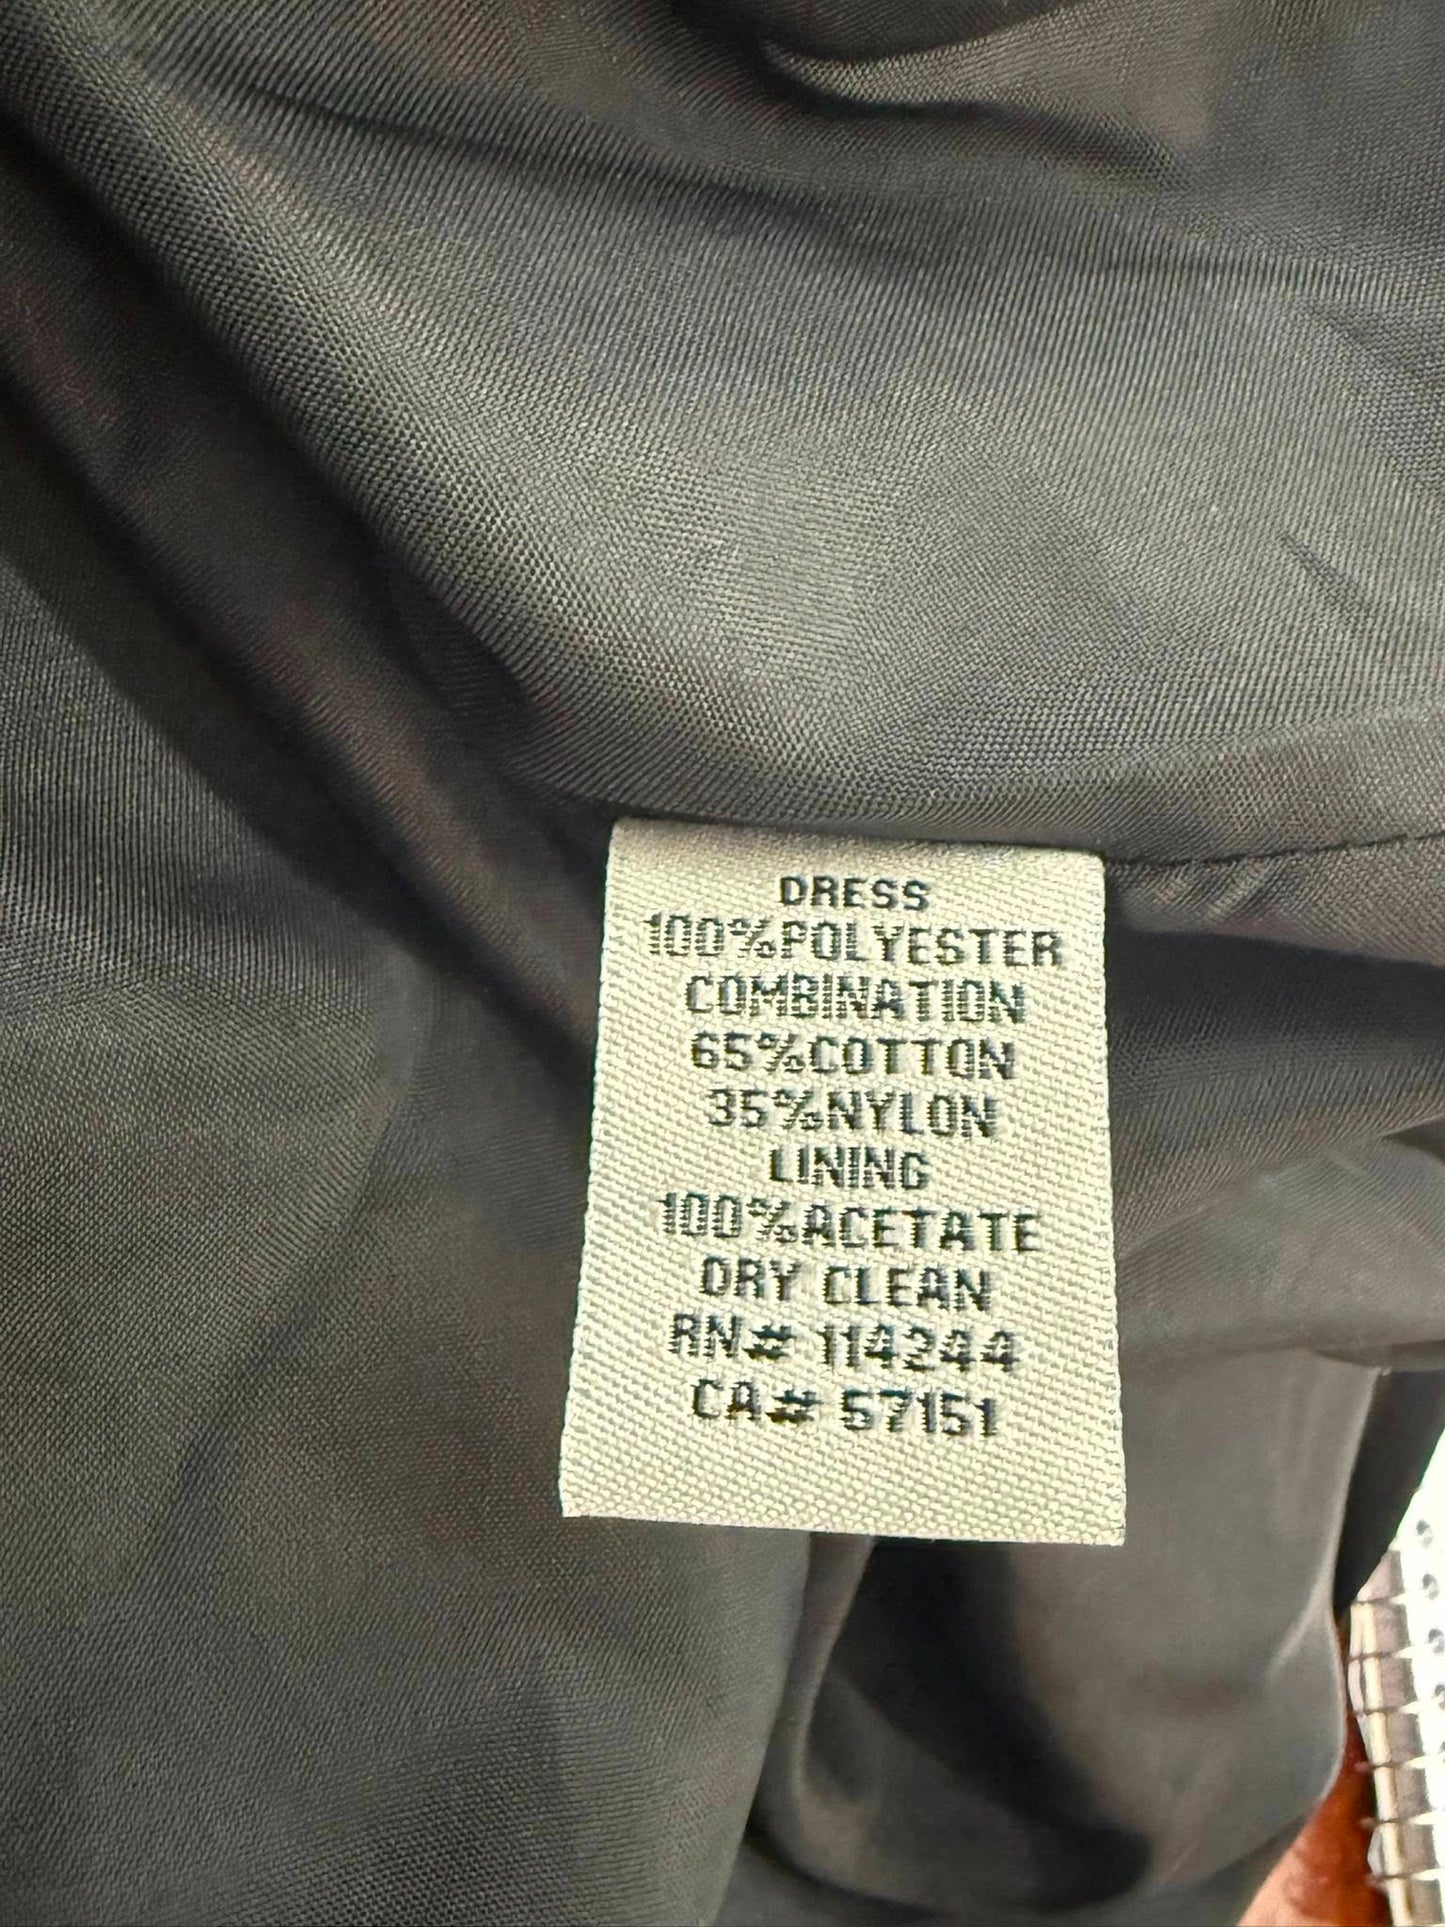 DRESS
100%POLYESTER
COMBINATION
65%COTTON
35%NYLON
LINING
100%ACETATE
DRY CLEAN
RN# 114244
CA# 57151